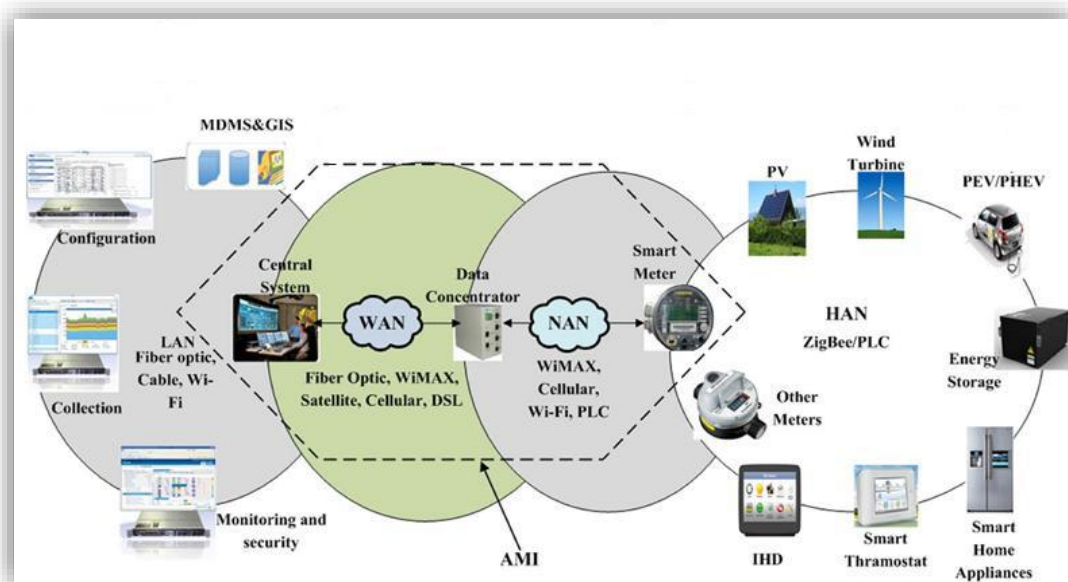 MDMS&GIS
Configuration
Collection
Monitoring and
security
LAN
Fiber optic,
Cable, Wi-
Fi
Central
System
WAN
Fiber Optic, WiMAX,
Satellite, Cellular, DSL
Data
Concentrator
NAN
WiMAX,
Cellular,
Wi-Fi, PLC
Smart
Meter
AMI
PV
Wind
Turbine
PEV/PHEV
HAN
ZigBee/PLC
Energy
Storage
Other
Meters
IHD
Smart
Thramostat
Smart
Home
Appliances